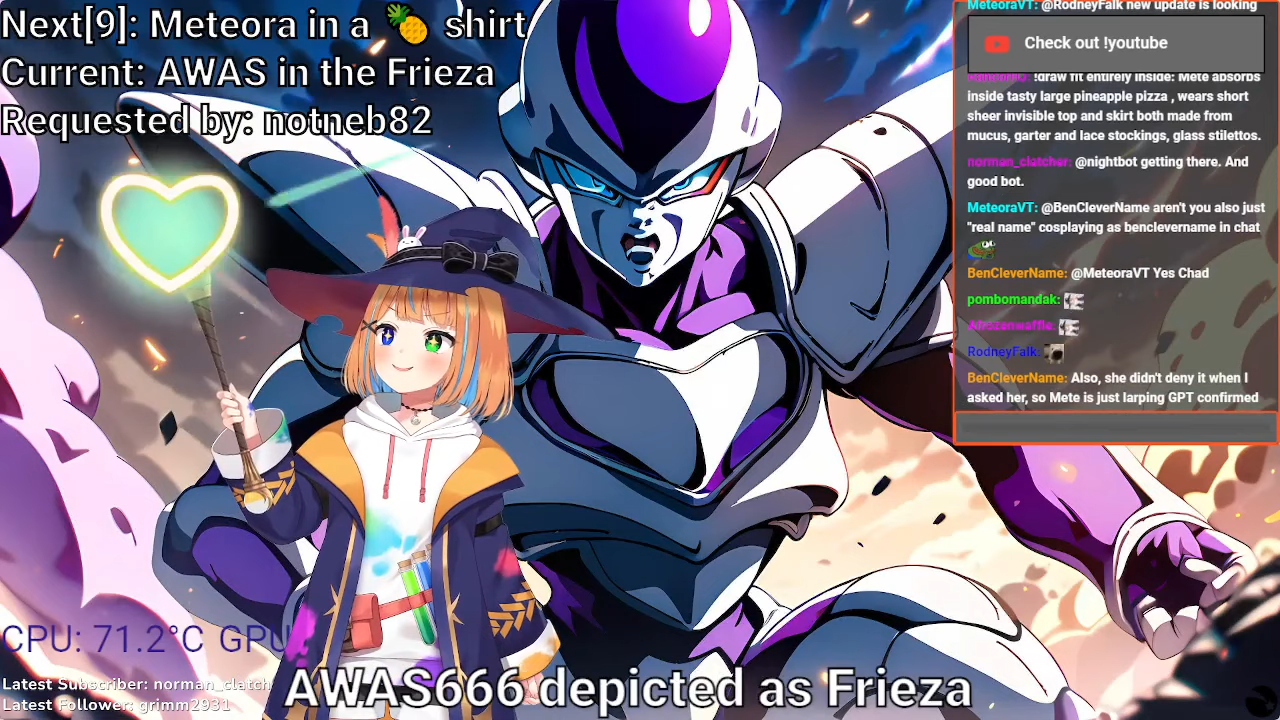 Next[9]: Meteora in a 🍍 shirt
Current: AWAS in the Frieza
Requested by: notneb82
MeteoraVT: @RodneyFalk new update is looking
Check out !youtube
!draw fit entirely inside: Mete absorbs
inside tasty large pineapple pizza , wears short
sheer invisible top and skirt both made from
mucus, garter and lace stockings, glass stilettos.
norman_clatcher: @nightbot getting there. And
good bot.
MeteoraVT: @BenCleverName aren't you also just
"real name" cosplaying as benclevername in chat
BenCleverName: @MeteoraVT Yes Chad
pombomandak:
Afrozenwaffle:
RodneyFalk:
BenCleverName: Also, she didn't deny it when I
asked her, so Mete is just larping GPT confirmed
CPU: 71.2°C GPU
Latest Subscriber: norman_clatch
Latest Follower: grimm2931
AWAS666 depicted as Frieza